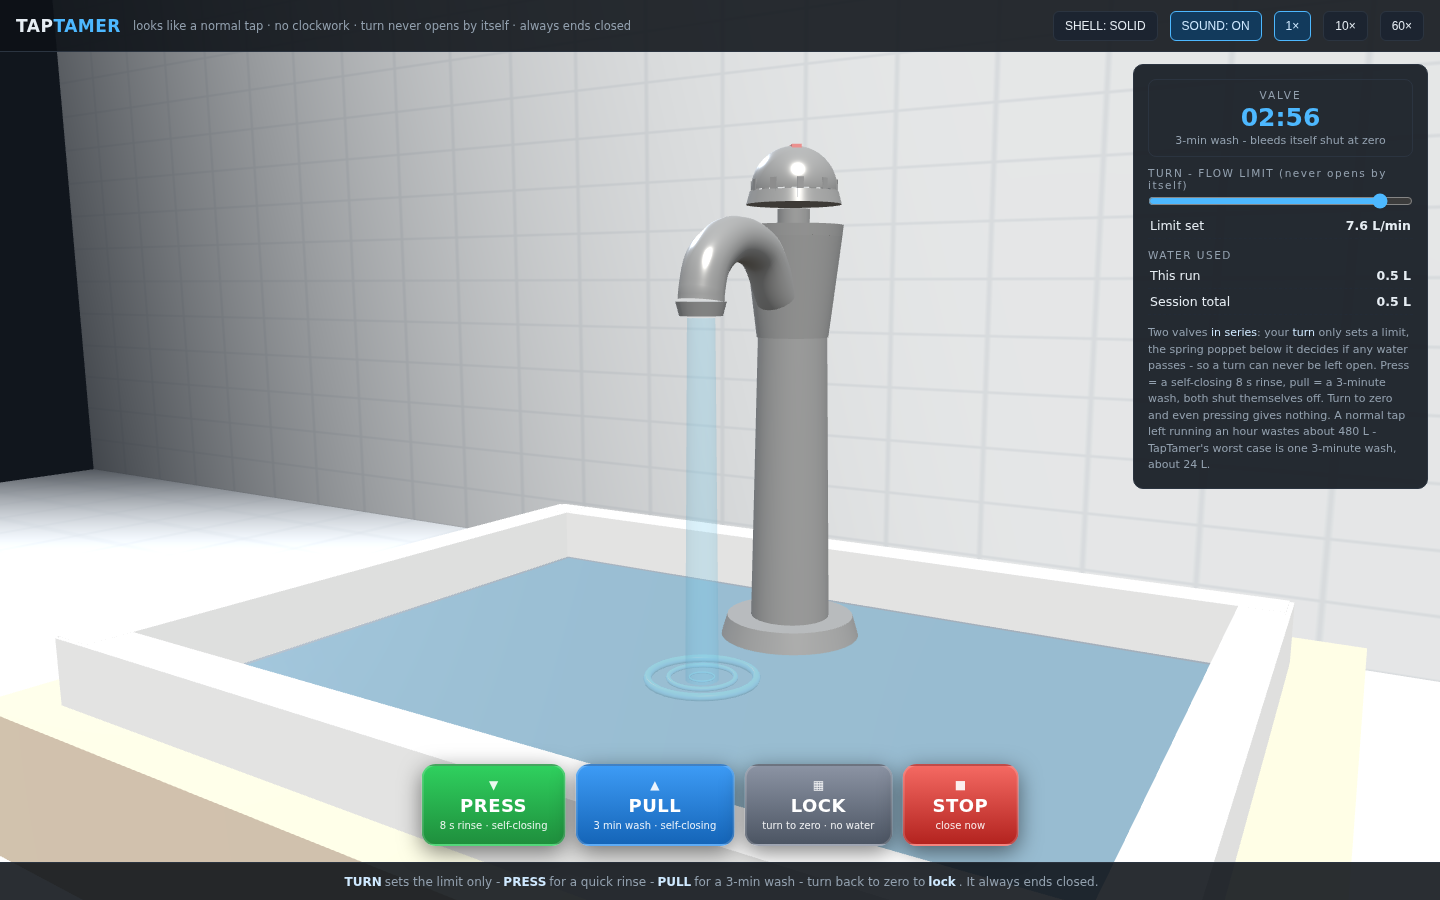 TAPTAMER looks like a normal tap · no clockwork · turn never opens by itself · always ends closed
SHELL: SOLID
SOUND: ON
1×
10×
60×
VALVE
02:56
3-min wash - bleeds itself shut at zero
TURN - FLOW LIMIT (never opens by
itself)
Limit set 7.6 L/min
WATER USED
This run 0.5 L
Session total 0.5 L
Two valves in series: your turn only sets a limit,
the spring poppet below it decides if any water
passes - so a turn can never be left open. Press
= a self-closing 8 s rinse, pull = a 3-minute
wash, both shut themselves off. Turn to zero
and even pressing gives nothing. A normal tap
left running an hour wastes about 480 L -
TapTamer's worst case is one 3-minute wash,
about 24 L.
▼
PRESS
8 s rinse · self-closing
▲
PULL
3 min wash · self-closing
▦
LOCK
turn to zero · no water
■
STOP
close now
TURN sets the limit only - PRESS for a quick rinse - PULL for a 3-min wash - turn back to zero to lock . It always ends closed.